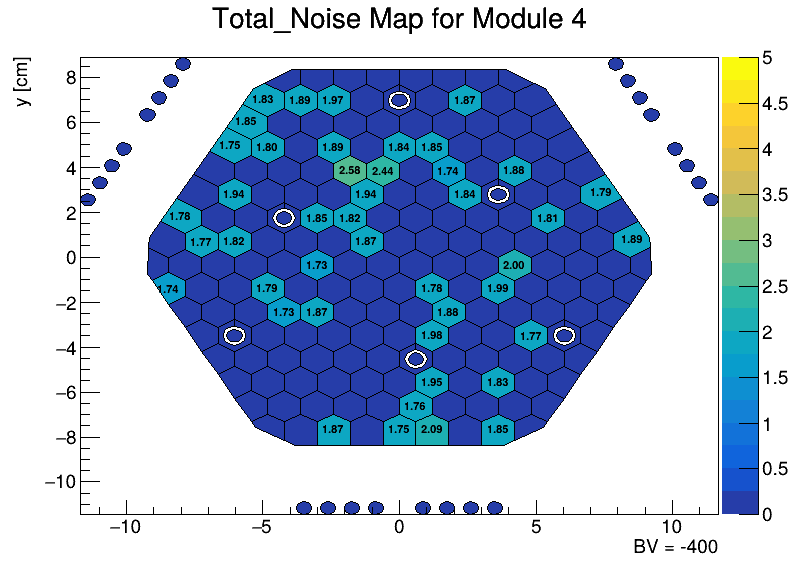 Total_Noise Map for Module 4
y [cm]
8
6
4
2
0
−2
−4
−6
−8
−10
1.83 1.89 1.97 1.87
1.85
1.75 1.80 1.89 1.84 1.85
2.58 2.44 1.74 1.88
1.94 1.94 1.84 1.79
1.78 1.85 1.82 1.81
1.77 1.82 1.87 1.89
1.73 2.00
1.74 1.79 1.78 1.99
1.73 1.87 1.88
1.98 1.77
1.95 1.83
1.76
1.87 1.75 2.09 1.85
5
4.5
4
3.5
3
2.5
2
1.5
1
0.5
0
−10 −5 0 5 10
BV = -400